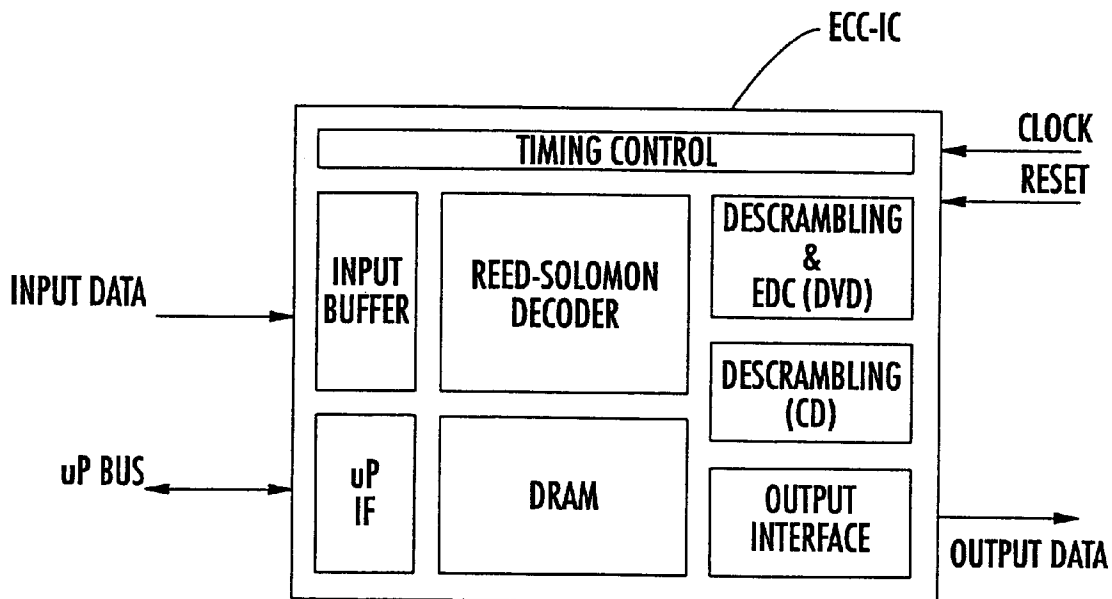 ECC-IC
TIMING CONTROL
CLOCK
RESET
INPUT DATA
INPUT
BUFFER
REED-SOLOMON
DECODER
DESCRAMBLING
&
EDC (DVD)
DESCRAMBLING
(CD)
uP BUS
uP
IF
DRAM
OUTPUT
INTERFACE
OUTPUT DATA